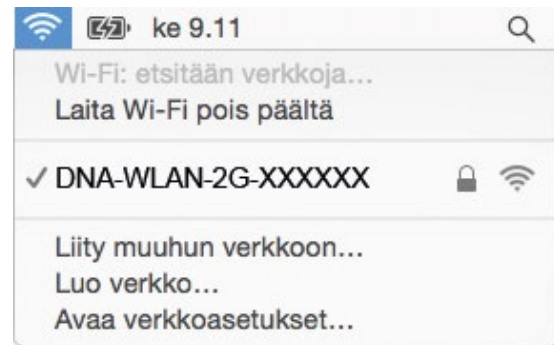 ke 9.11
Wi-Fi: etsitään verkkoja...
Laita Wi-Fi pois päältä
DNA-WLAN-2G-XXXXXX
Liity muuhun verkkoon...
Luo verkko...
Avaa verkkoasetukset...